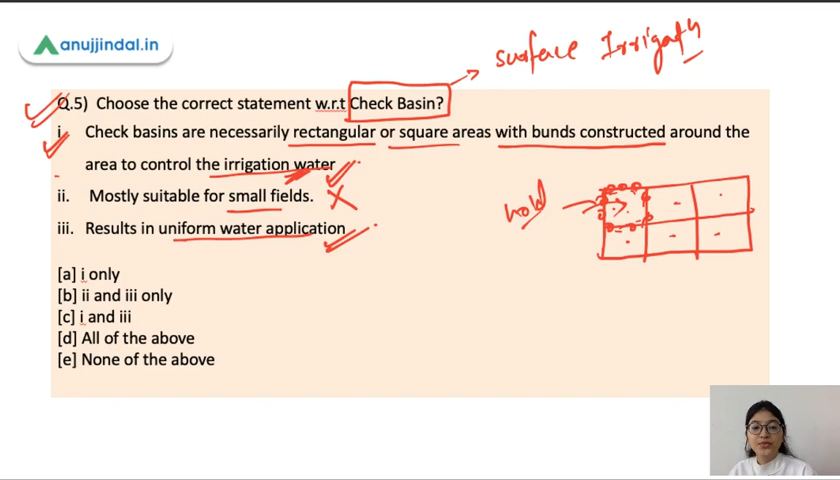 anujjindal.in
surface Irrigatn
Q.5) Choose the correct statement w.r.t Check Basin?
i. Check basins are necessarily rectangular or square areas with bunds constructed around the
area to control the irrigation water
ii. Mostly suitable for small fields.
iii. Results in uniform water application
hold
[a] i only
[b] ii and iii only
[c] i and iii
[d] All of the above
[e] None of the above